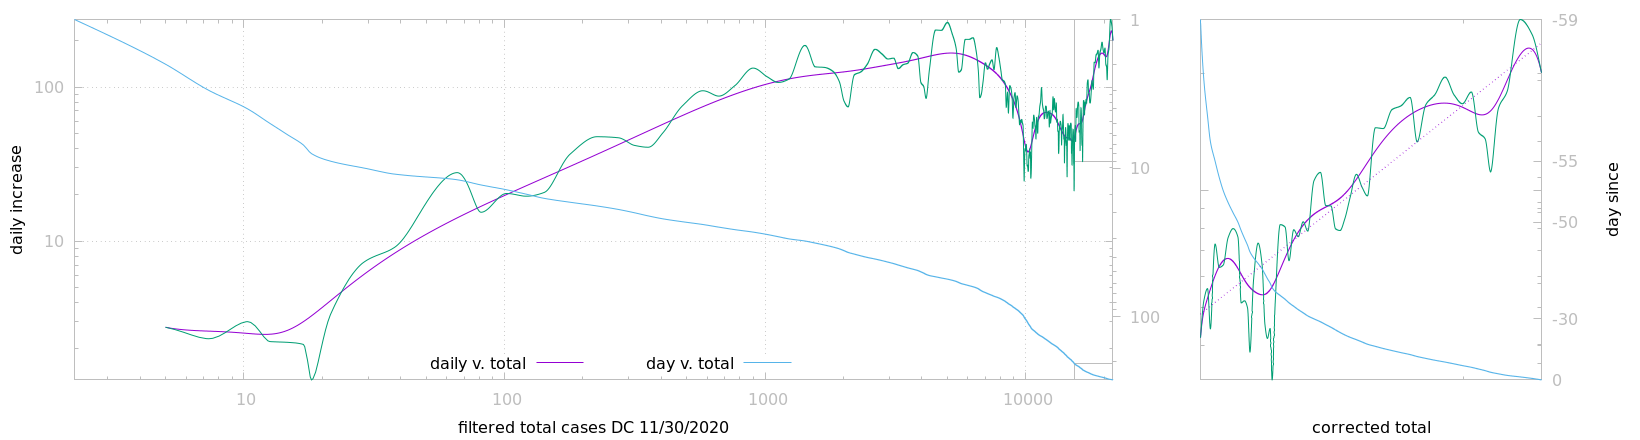 1
-59
100
daily increase
10
-55
10
-50
day since
100
-30
daily v. total
day v. total
0
10
100
1000
10000
filtered total cases DC 11/30/2020
corrected total